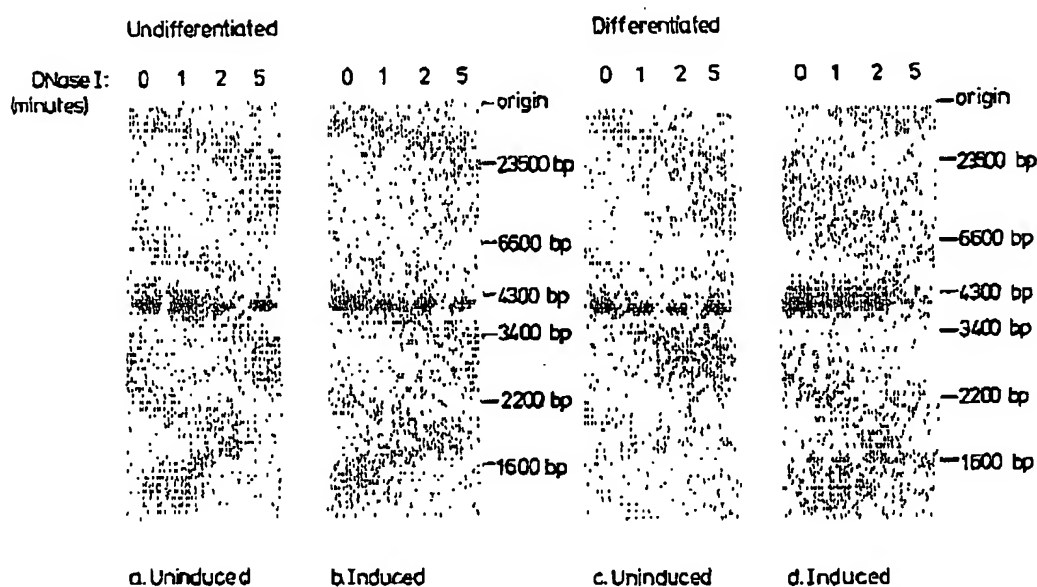 Undifferentiated Differentiated
DNase I: 0 1 2 5 0 1 2 5 0 1 2 5 0 1 2 5
(minutes)
-origin -origin
-23500 bp -23500 bp
-6600 bp -6600 bp
-4300 bp -4300 bp
-3400 bp -3400 bp
-2200 bp -2200 bp
-1600 bp -1600 bp
a. Uninduced b. Induced c. Uninduced d. Induced